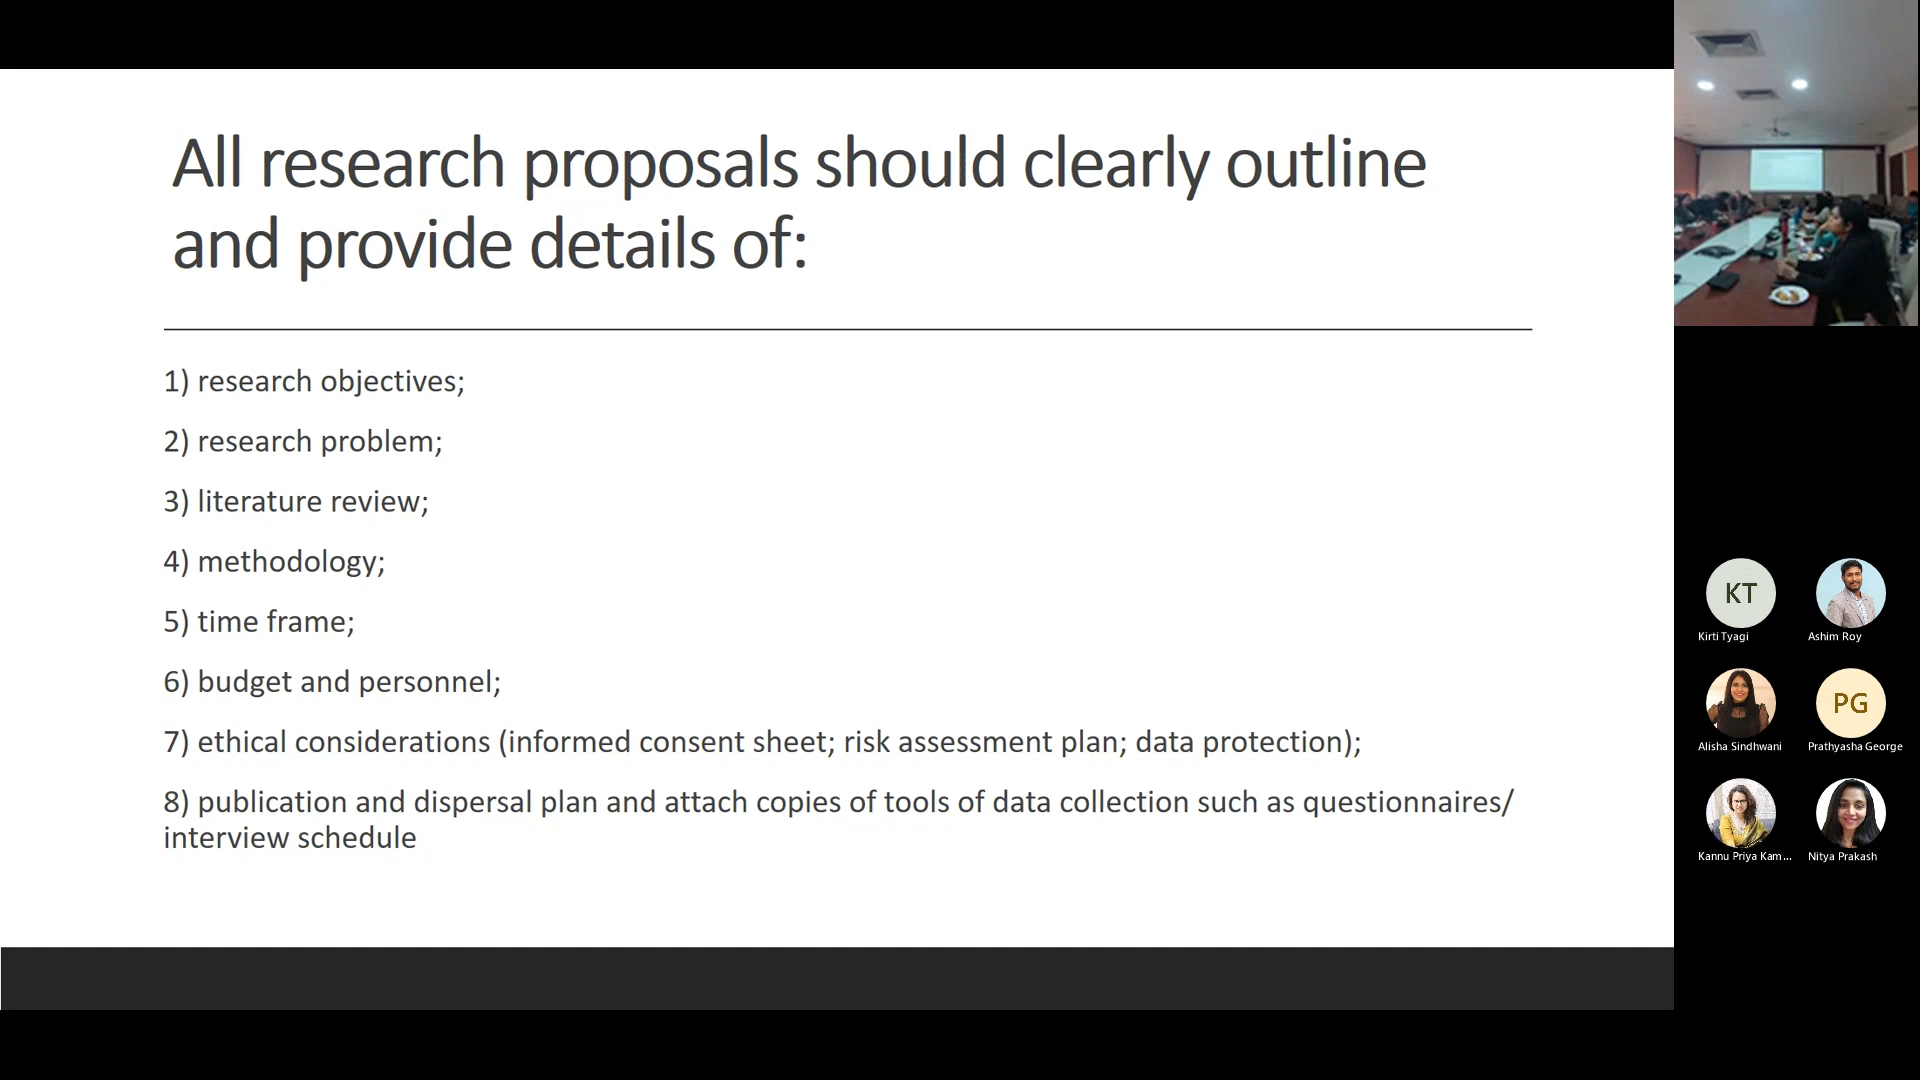 All research proposals should clearly outline
and provide details of:
1) research objectives;
2) research problem;
3) literature review;
4) methodology;
5) time frame;
6) budget and personnel;
7) ethical considerations (informed consent sheet; risk assessment plan; data protection);
8) publication and dispersal plan and attach copies of tools of data collection such as questionnaires/
interview schedule
KT
Kirti Tyagi
Ashim Roy
Alisha Sindhwani
PG
Prathyasha George
Kannu Priya Kam...
Nitya Prakash